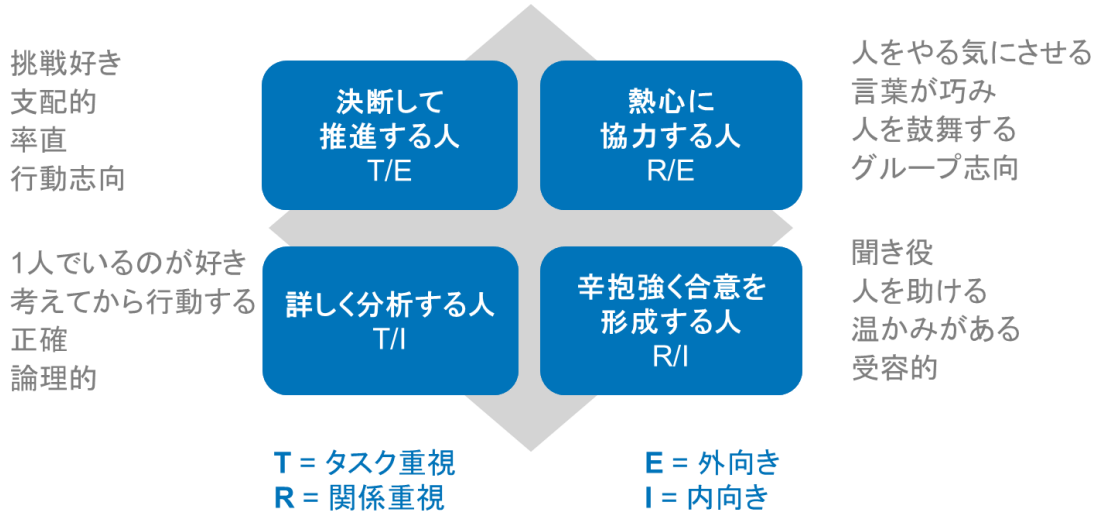 挑戦好き
支配的
率直
行動志向
決断して
推進する人
T/E
熱心に
協力する人
R/E
人をやる気にさせる
言葉が巧み
人を鼓舞する
グループ志向
1人でいるのが好き
考えてから行動する
正確
論理的
詳しく分析する人
T/I
辛抱強く合意を
形成する人
R/I
聞き役
人を助ける
温かみがある
受容的
T = タスク重視
R = 関係重視
E = 外向き
I = 内向き